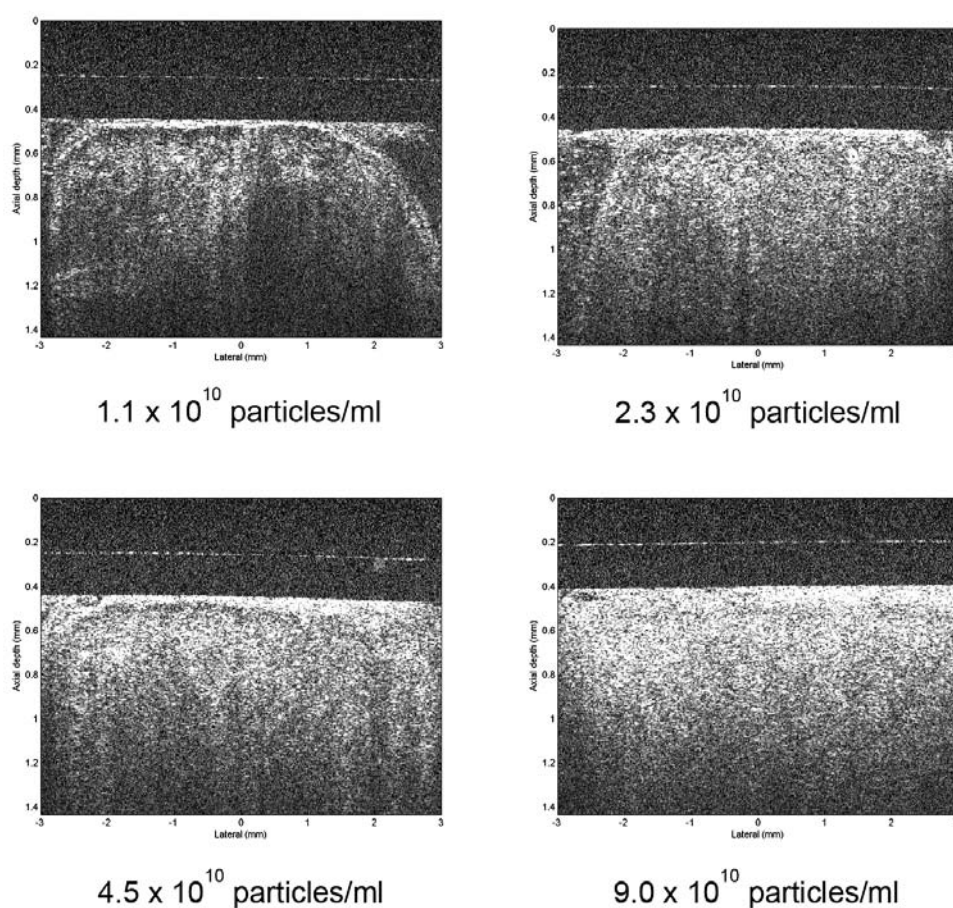 0
0.2
0.4
0.6
0.8
1
1.2
1.4
Axial depth (mm)
-3 -2 -1 0 1 2 3
Lateral (mm)
1.1 x 10^10 particles/ml
0
0.2
0.4
0.6
0.8
1
1.2
1.4
Axial depth (mm)
-3 -2 -1 0 1 2
Lateral (mm)
2.3 x 10^10 particles/ml
0
0.2
0.4
0.6
0.8
1
1.2
1.4
Axial depth (mm)
-3 -2 -1 0 1 2 3
Lateral (mm)
4.5 x 10^10 particles/ml
0
0.2
0.4
0.6
0.8
1
1.2
1.4
Axial depth (mm)
-3 -2 -1 0 1 2
Lateral (mm)
9.0 x 10^10 particles/ml